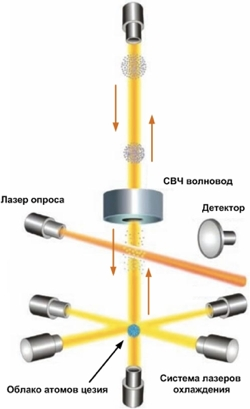 СВЧ волновод
Лазер опроса
Детектор
Облако атомов цезия
Система лазеров
охлаждения